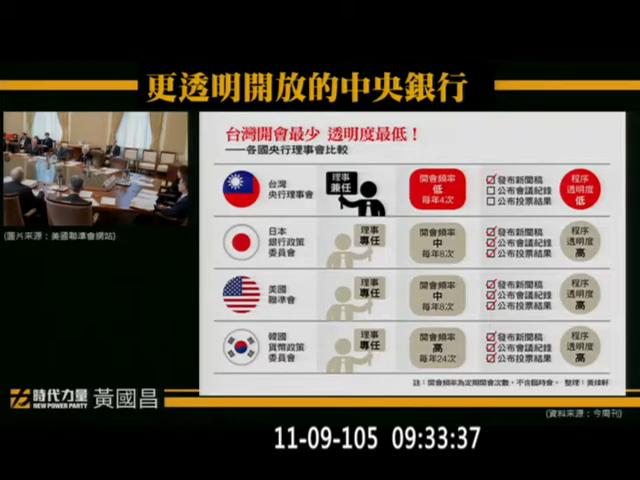 更透明開放的中央銀行
台灣開會最少 透明度最低!
——各國央行理事會比較
台灣
央行理事會
理事
兼任
開會頻率
低
每年4次
發布新聞稿
公布會議紀錄
公布投票結果
程序
透明度
低
日本
銀行政策
委員會
理事
專任
開會頻率
中
每年8次
發布新聞稿
公布會議紀錄
公布投票結果
程序
透明度
高
美國
聯準會
理事
專任
開會頻率
中
每年8次
發布新聞稿
公布會議紀錄
公布投票結果
程序
透明度
高
韓國
貨幣政策
委員會
理事
專任
開會頻率
高
每年24次
發布新聞稿
公布會議紀錄
公布投票結果
程序
透明度
高
註:開會頻率為定期開會次數,不含臨時會。 整理:黃煒軒
(圖片來源:美國聯準會網站)
時代力量
NEW POWER PARTY
黃國昌
(資料來源:今周刊)
11-09-105 09:33:37